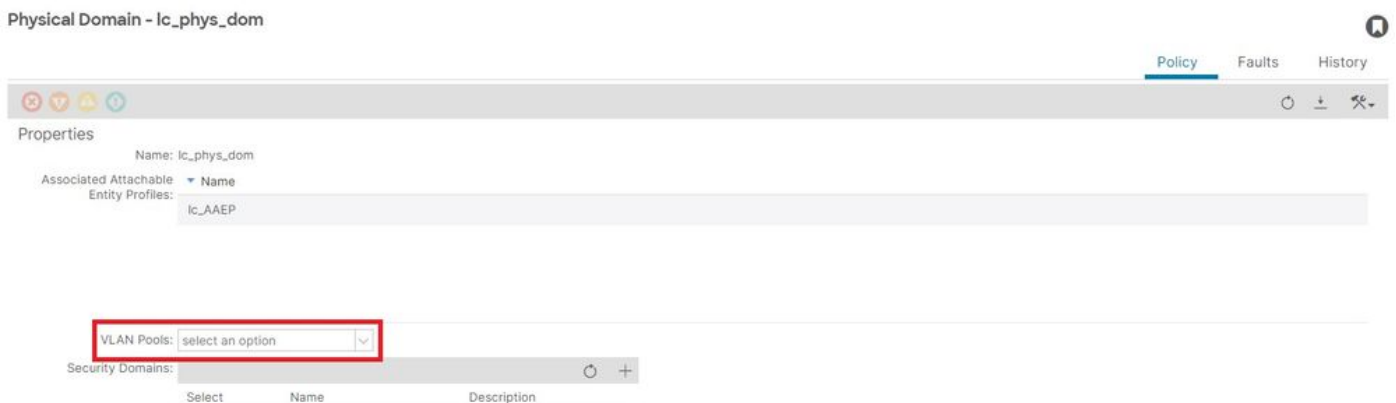 Physical Domain - lc_phys_dom
Policy Faults History
Properties
Name: lc_phys_dom
Associated Attachable Entity Profiles:
Name
lc_AAEP
VLAN Pools: select an option
Security Domains:
Select Name Description